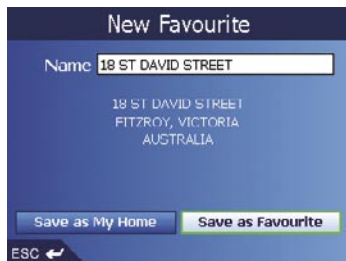 New Favourite
Name 18 ST DAVID STREET
18 ST DAVID STREET
FITZROY, VICTORIA
AUSTRALIA
Save as My Home Save as Favourite
ESC